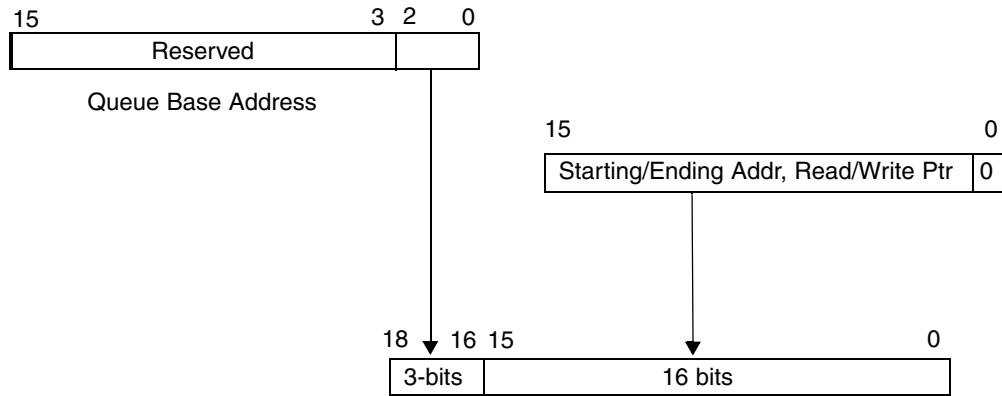 15 3 2 0
Reserved
Queue Base Address
15 0
Starting/Ending Addr, Read/Write Ptr 0
18 16 15 0
3-bits 16 bits